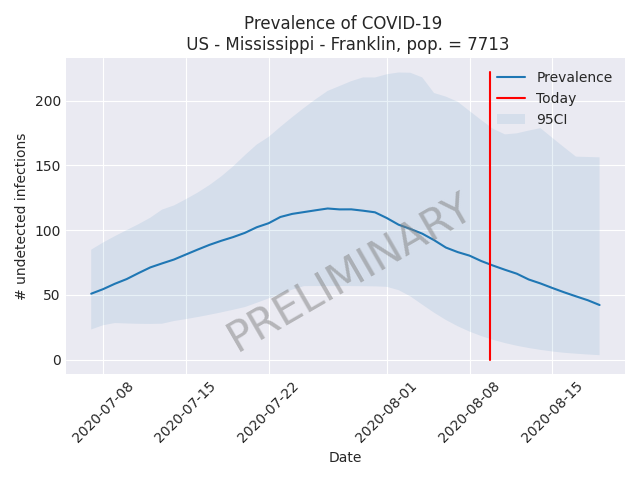 Prevalence of COVID-19
US - Mississippi - Franklin, pop. = 7713
Prevalence
Today
95CI
# undetected infections
200
150
100
50
0
PRELIMINARY
2020-07-08
2020-07-15
2020-07-22
2020-08-01
2020-08-08
2020-08-15
Date